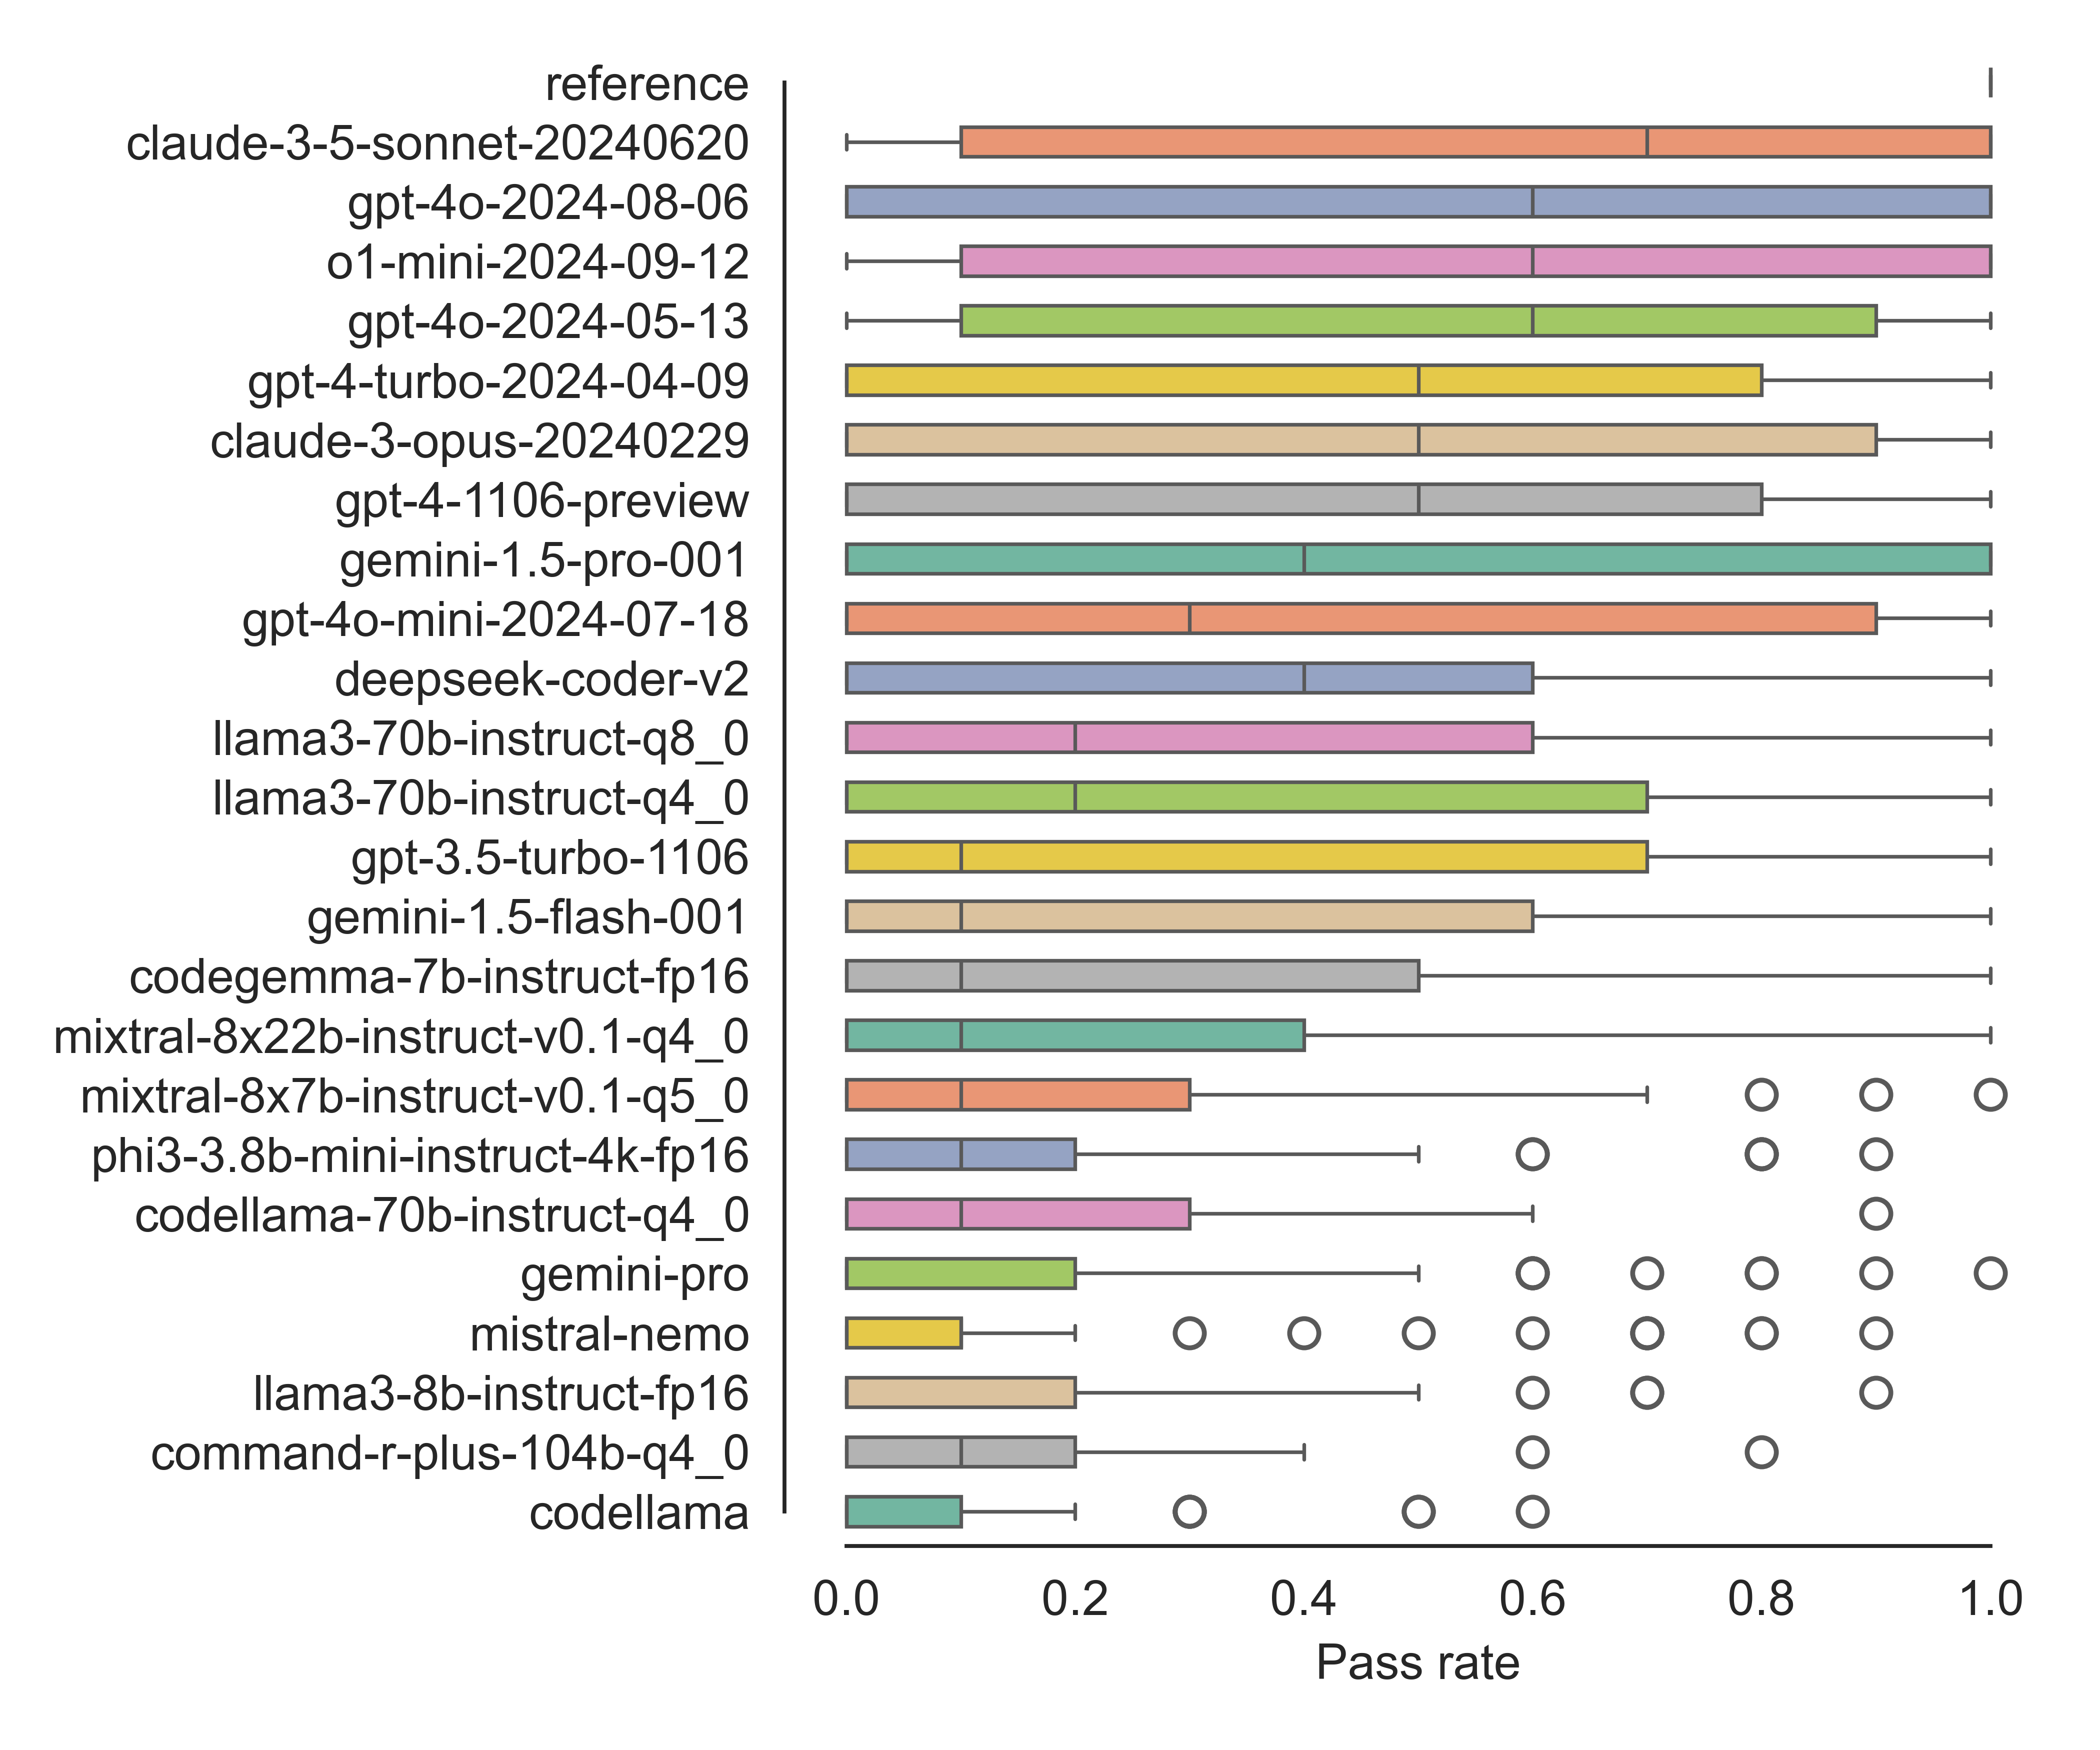 reference
claude-3-5-sonnet-20240620
gpt-4o-2024-08-06
o1-mini-2024-09-12
gpt-4o-2024-05-13
gpt-4-turbo-2024-04-09
claude-3-opus-20240229
gpt-4-1106-preview
gemini-1.5-pro-001
gpt-4o-mini-2024-07-18
deepseek-coder-v2
llama3-70b-instruct-q8_0
llama3-70b-instruct-q4_0
gpt-3.5-turbo-1106
gemini-1.5-flash-001
codegemma-7b-instruct-fp16
mixtral-8x22b-instruct-v0.1-q4_0
mixtral-8x7b-instruct-v0.1-q5_0
phi3-3.8b-mini-instruct-4k-fp16
codellama-70b-instruct-q4_0
gemini-pro
mistral-nemo
llama3-8b-instruct-fp16
command-r-plus-104b-q4_0
codellama
0.0 0.2 0.4 0.6 0.8 1.0
Pass rate